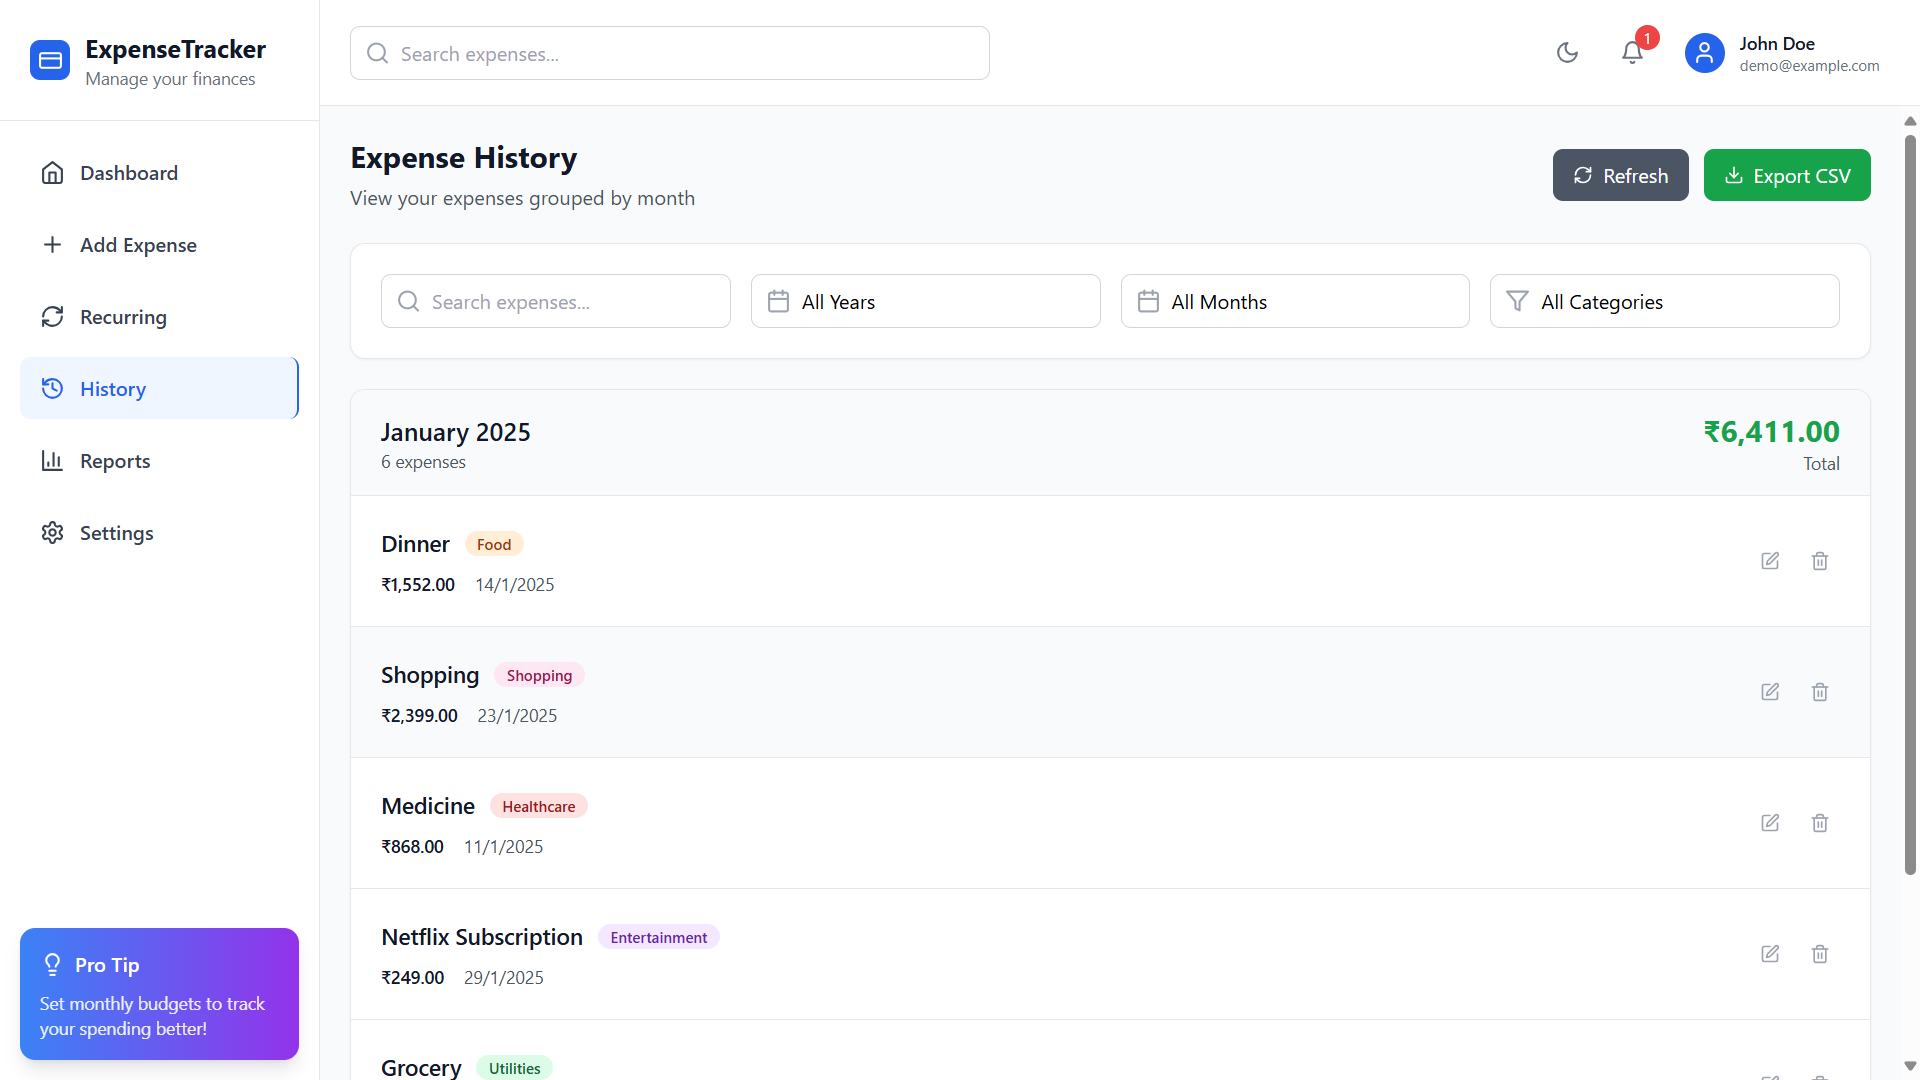 ExpenseTracker
Manage your finances
Dashboard
Add Expense
Recurring
History
Reports
Settings
Pro Tip
Set monthly budgets to track
your spending better!
Search expenses...
1
John Doe
demo@example.com
Expense History
View your expenses grouped by month
Refresh
Export CSV
Search expenses...
All Years
All Months
All Categories
January 2025
6 expenses
₹6,411.00
Total
Dinner Food
₹1,552.00 14/1/2025
Shopping Shopping
₹2,399.00 23/1/2025
Medicine Healthcare
₹868.00 11/1/2025
Netflix Subscription Entertainment
₹249.00 29/1/2025
Grocery Utilities